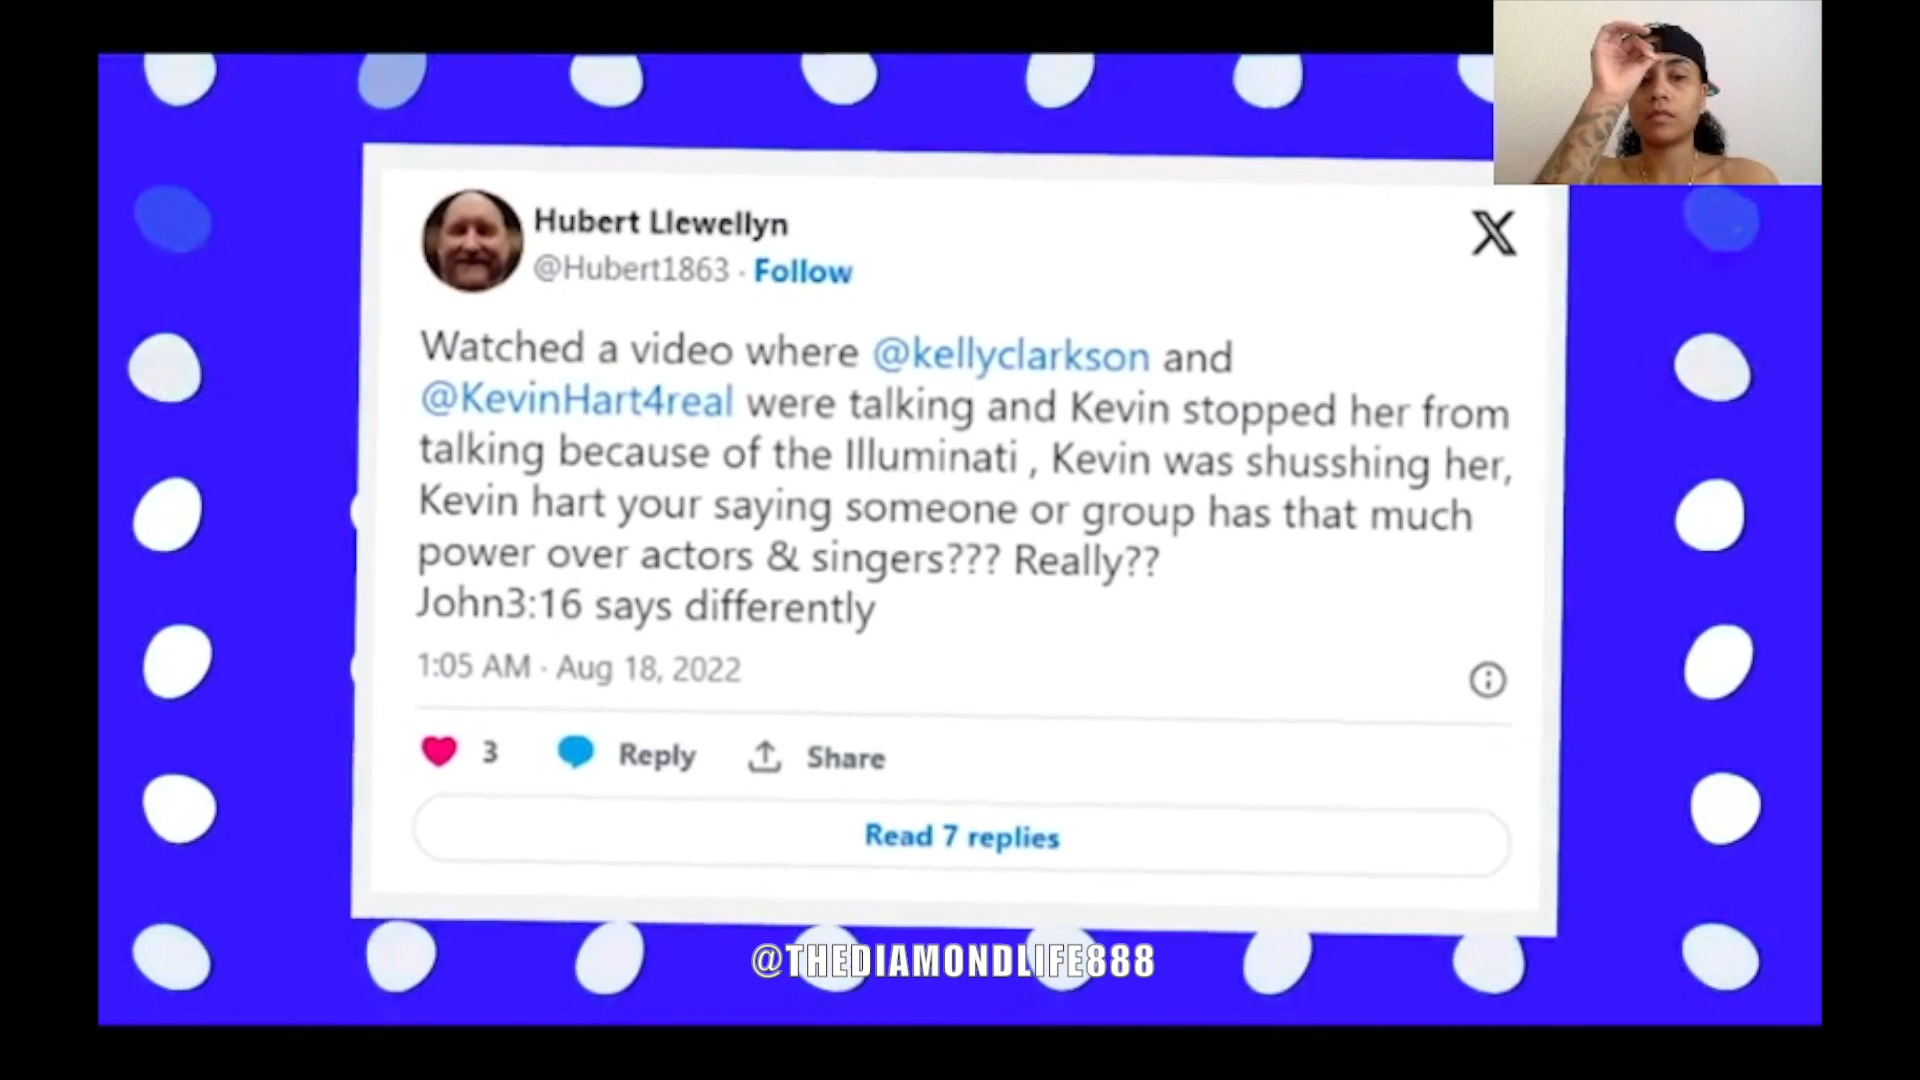 Hubert Llewellyn
@Hubert1863 · Follow
Watched a video where @kellyclarkson and
@KevinHart4real were talking and Kevin stopped her from
talking because of the Illuminati , Kevin was shusshing her,
Kevin hart your saying someone or group has that much
power over actors & singers??? Really??
John3:16 says differently
1:05 AM · Aug 18, 2022
3 Reply Share
Read 7 replies
@THEDIAMONDLIFE888